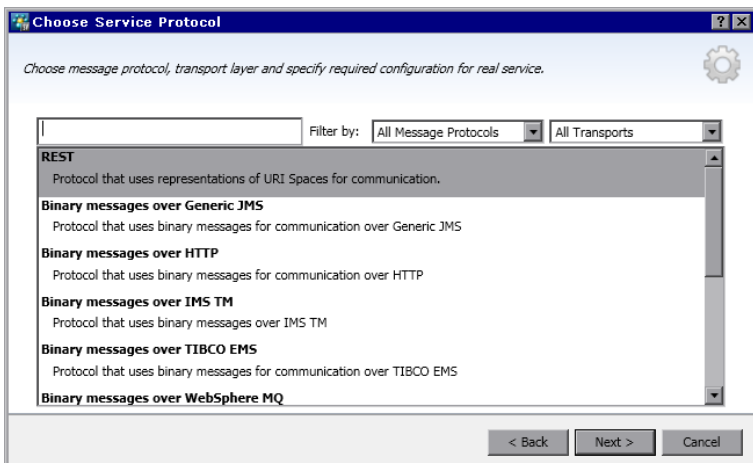 Choose Service Protocol
Choose message protocol, transport layer and specify required configuration for real service.
Filter by: All Message Protocols All Transports
REST
Protocol that uses representations of URI Spaces for communication.
Binary messages over Generic JMS
Protocol that uses binary messages for communication over Generic JMS
Binary messages over HTTP
Protocol that uses binary messages for communication over HTTP
Binary messages over IMS TM
Protocol that uses binary messages over IMS TM
Binary messages over TIBCO EMS
Protocol that uses binary messages for communication over TIBCO EMS
Binary messages over WebSphere MQ
< Back Next > Cancel